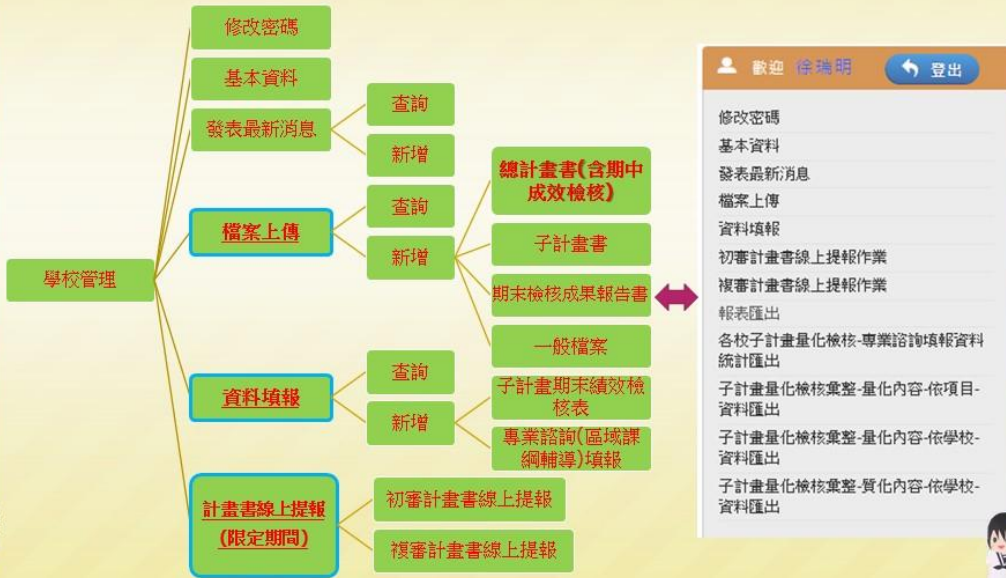 修改密碼
基本資料
發表最新消息
查詢
新增
檔案上傳
查詢
新增
總計畫書(含期中
成效檢核)
子計畫書
期末檢核成果報告書
一般檔案
學校管理
資料填報
查詢
新增
子計畫期末績效檢
核表
專業諮詢(區域課
綱輔導)填報
計畫書線上提報
(限定期間)
初審計畫書線上提報
複審計畫書線上提報
歡迎 徐瑞明 登出
修改密碼
基本資料
發表最新消息
檔案上傳
資料填報
初審計畫書線上提報作業
複審計畫書線上提報作業
報表匯出
各校子計畫量化檢核-專業諮詢填報資料
統計匯出
子計畫量化檢核彙整-量化內容-依項目-
資料匯出
子計畫量化檢核彙整-量化內容-依學校-
資料匯出
子計畫量化檢核彙整-質化內容-依學校-
資料匯出